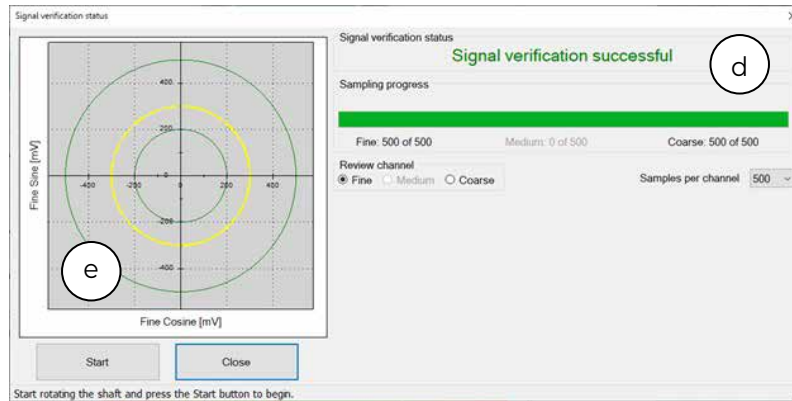 Signal verification status
Signal verification status
Signal verification successful
d
Sampling progress
Fine: 500 of 500 Medium: 0 of 500 Coarse: 500 of 500
Review channel
Fine Medium Coarse
Samples per channel 500
400
200
-400 -200 0 200 400
-200
-400
Fine Sine [mV]
e
Fine Cosine [mV]
Start Close
Start rotating the shaft and press the Start button to begin.